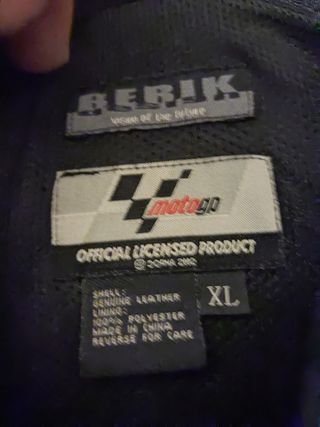 BERIK
vision of the future
motogp
OFFICIAL LICENSED PRODUCT
© DORNA 2002
XL
SHELL:
GENUINE LEATHER
LINING:
100% POLYESTER
MADE IN CHINA
REVERSE FOR CARE